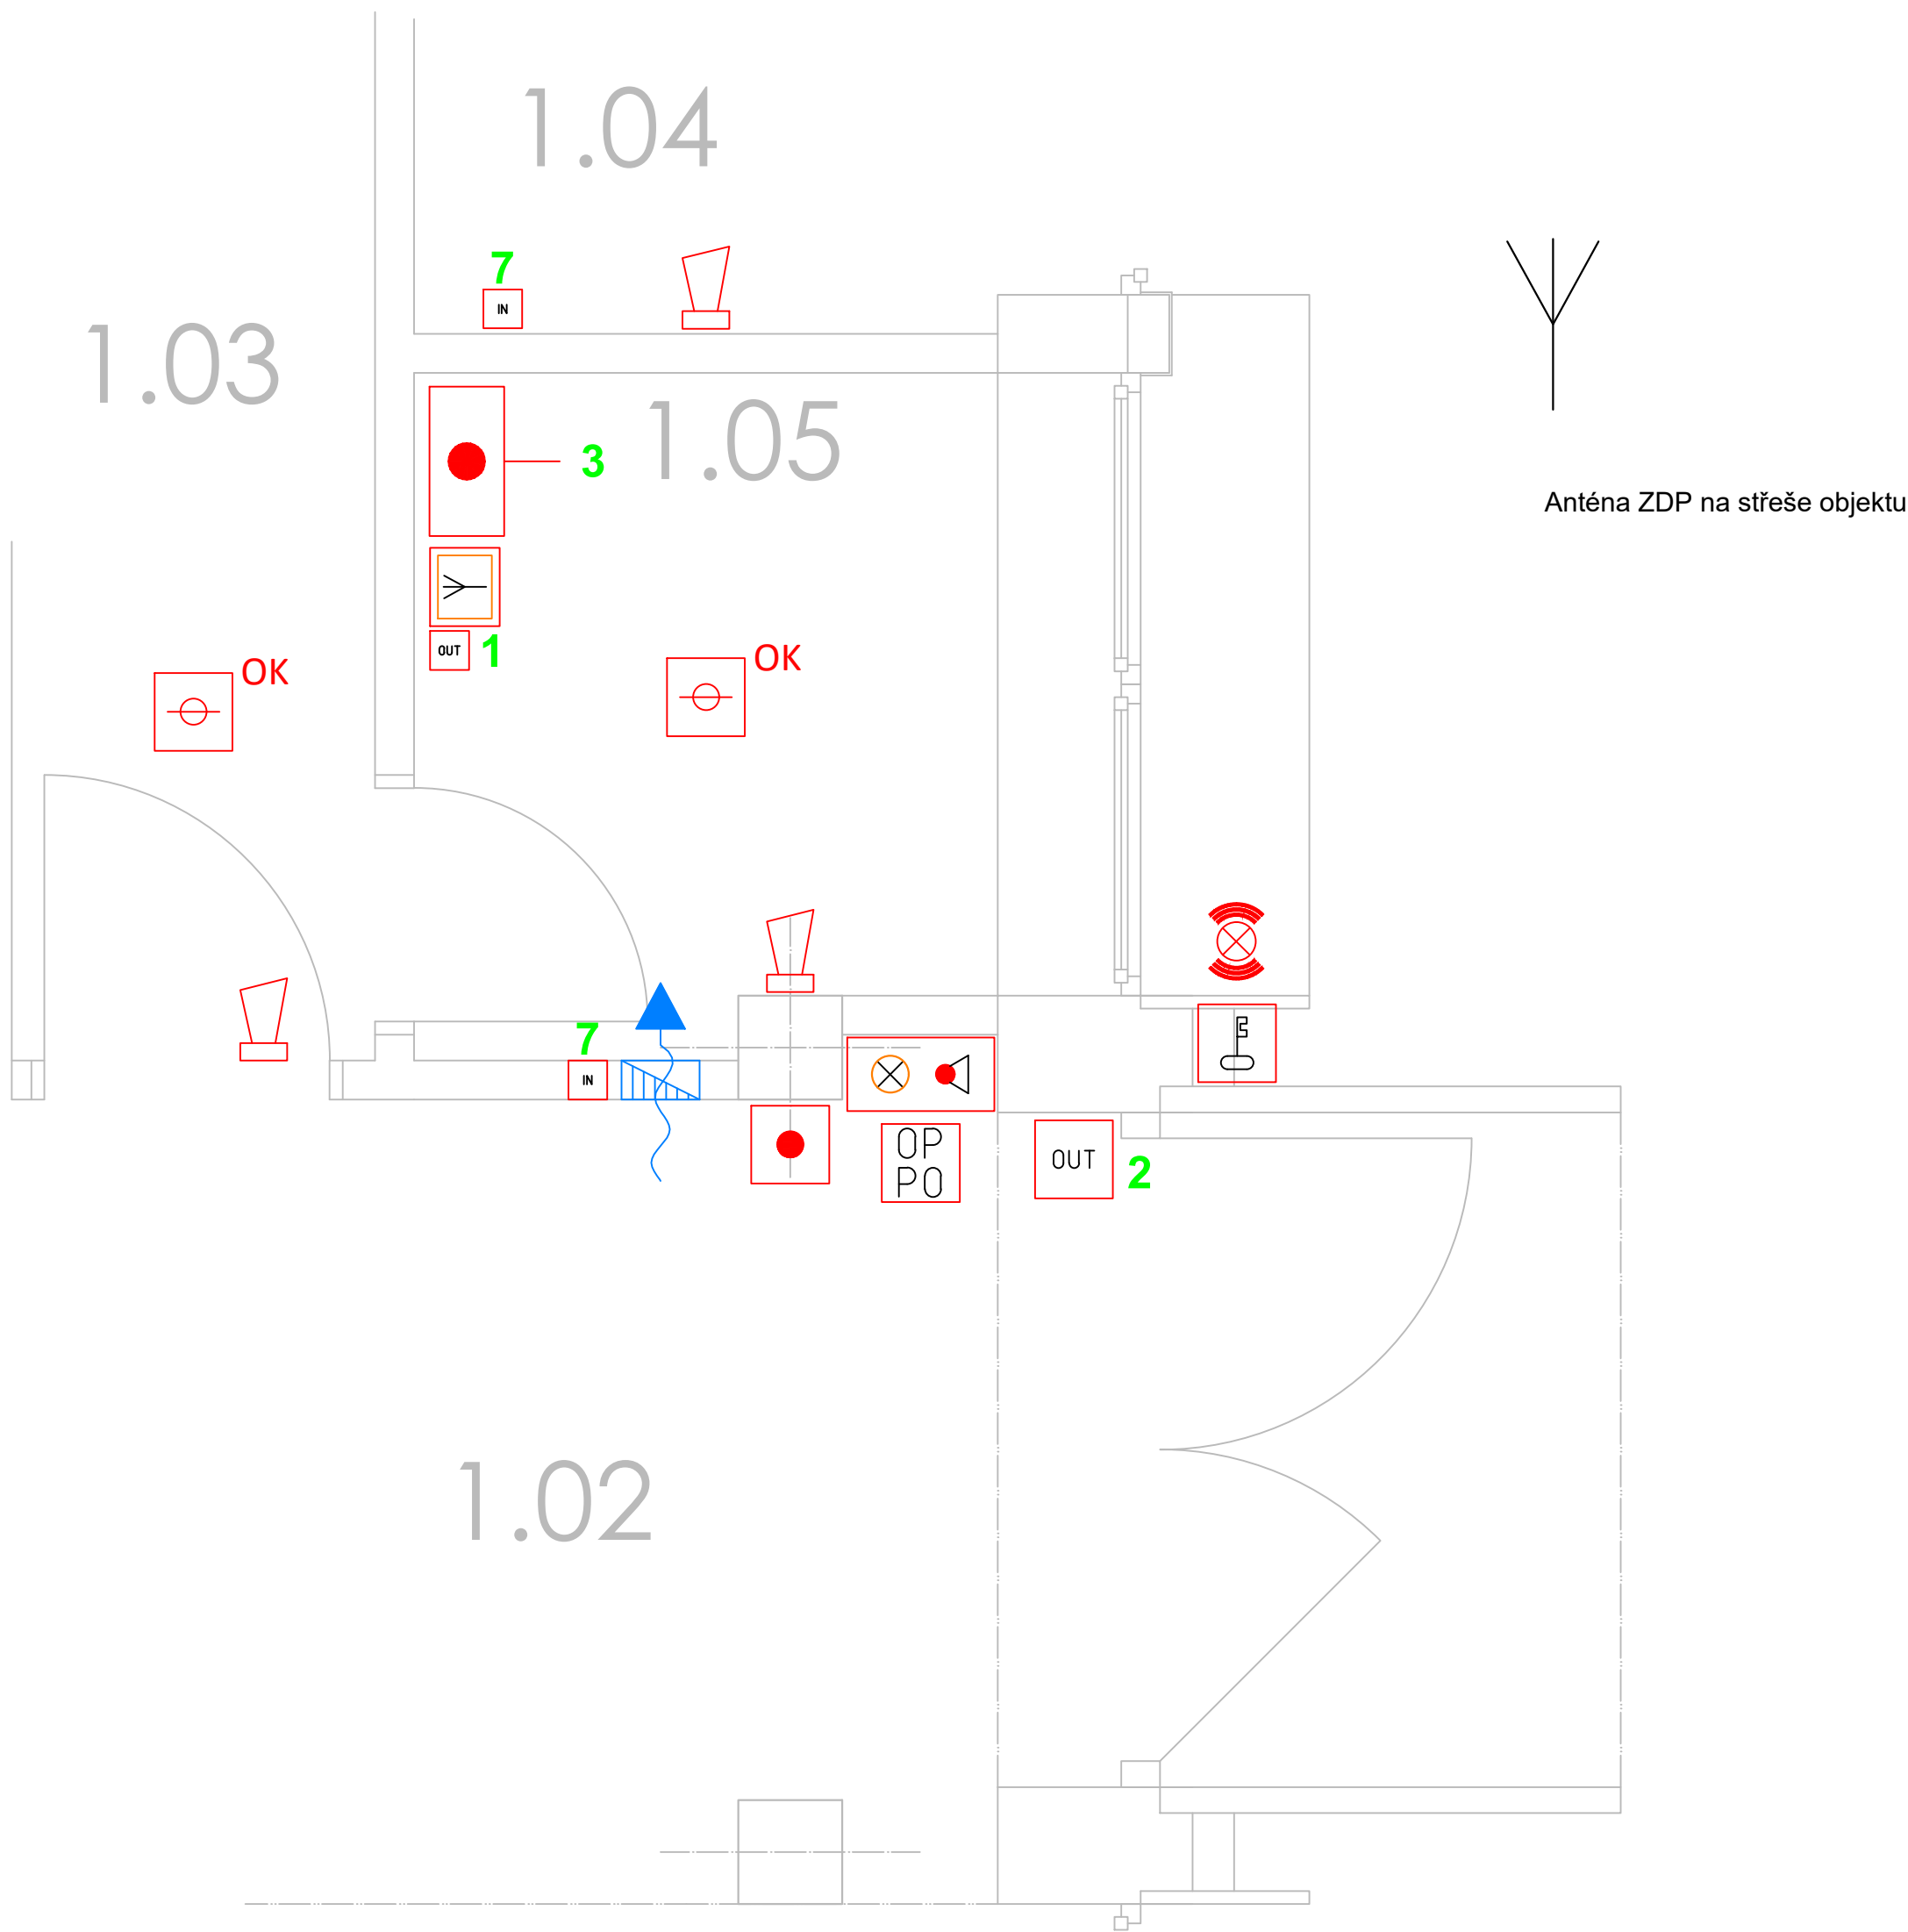 1.04
7
IN
1.03
3
1.05
Anténa ZDP na střeše objektu
OUT
1
OK
OK
7
IN
OP
PO
OUT
2
1.02